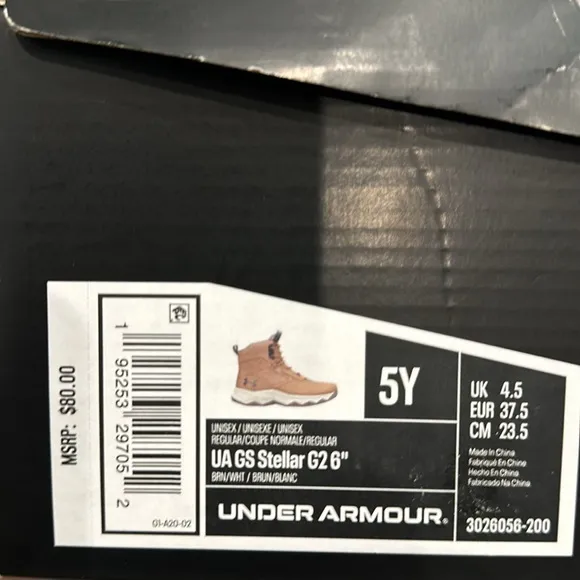 MSRP: $80.00
1 95253 29705 2
01-A20-02
5Y
UNISEX / UNISEXE / UNISEX
REGULAR/COUPE NORMALE/REGULAR
UA GS Stellar G2 6"
BRN/WHT / BRUN/BLANC
UNDER ARMOUR®
UK 4.5
EUR 37.5
CM 23.5
Made In China
Fabriqué En China
Hecho En China
Fabricado Na China
3026056-200